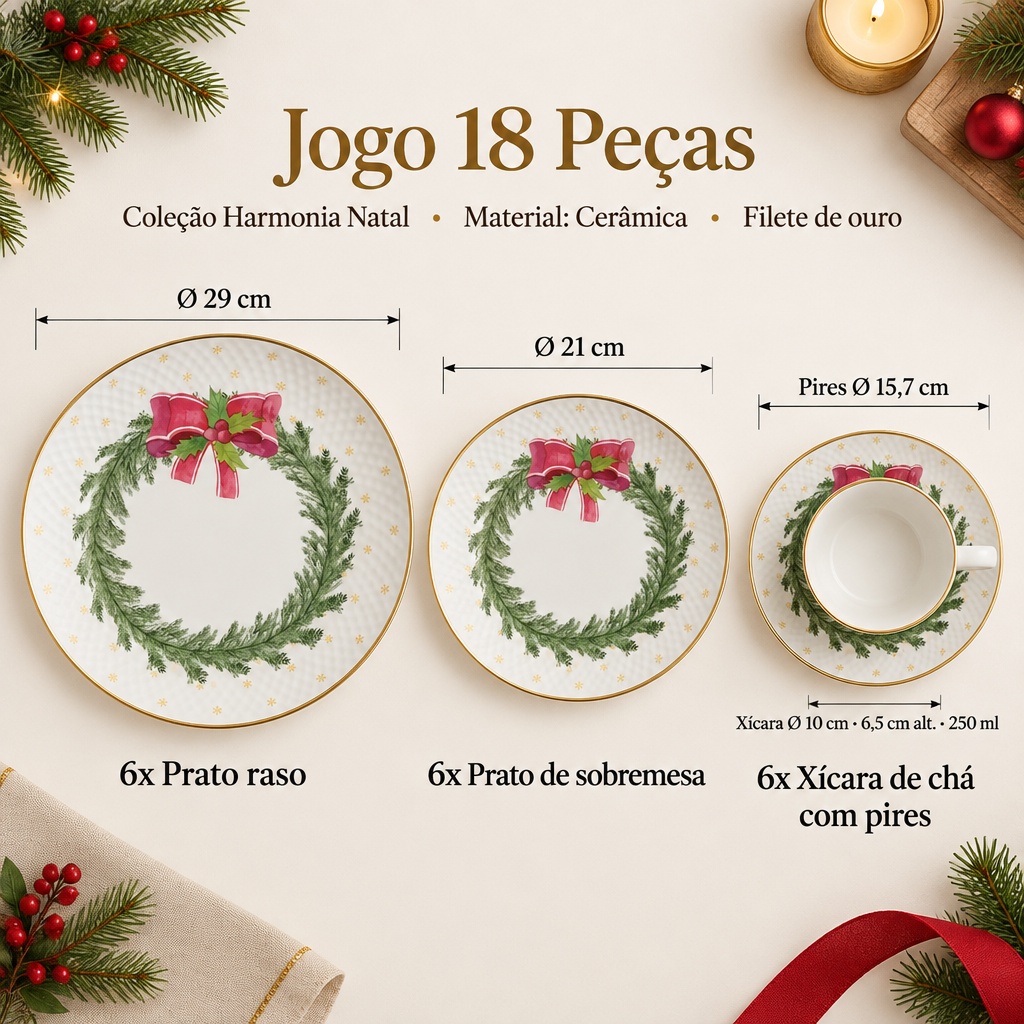 Jogo 18 Peças
Coleção Harmonia Natal • Material: Cerâmica • Filete de ouro
Ø 29 cm
Ø 21 cm
Pires Ø 15,7 cm
Xícara Ø 10 cm · 6,5 cm alt. · 250 ml
6x Prato raso
6x Prato de sobremesa
6x Xícara de chá
com pires